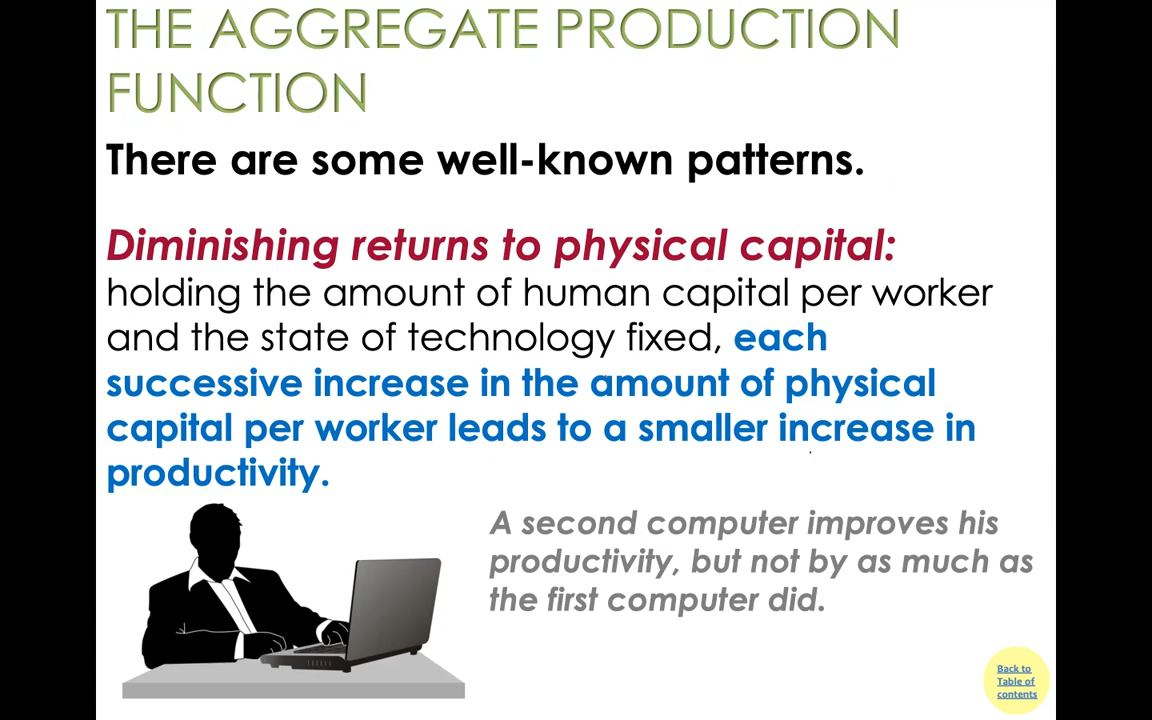 THE AGGREGATE PRODUCTION
FUNCTION
There are some well-known patterns.
Diminishing returns to physical capital:
holding the amount of human capital per worker
and the state of technology fixed, each
successive increase in the amount of physical
capital per worker leads to a smaller increase in
productivity.
A second computer improves his
productivity, but not by as much as
the first computer did.
Back to
Table of
contents